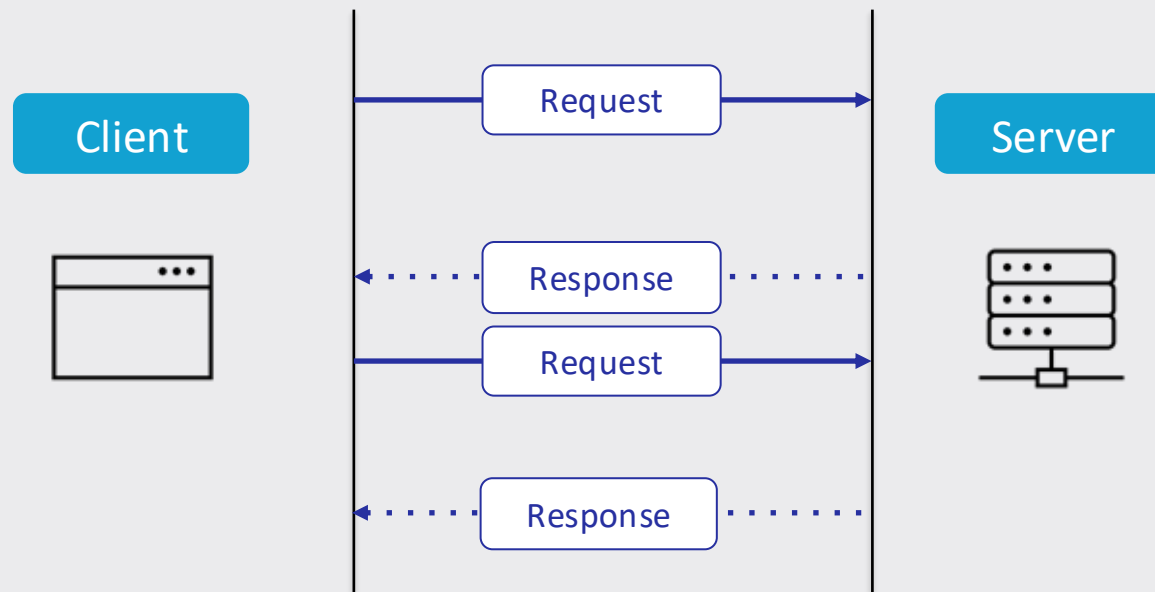 Request
Client
Server
Response
Request
Response